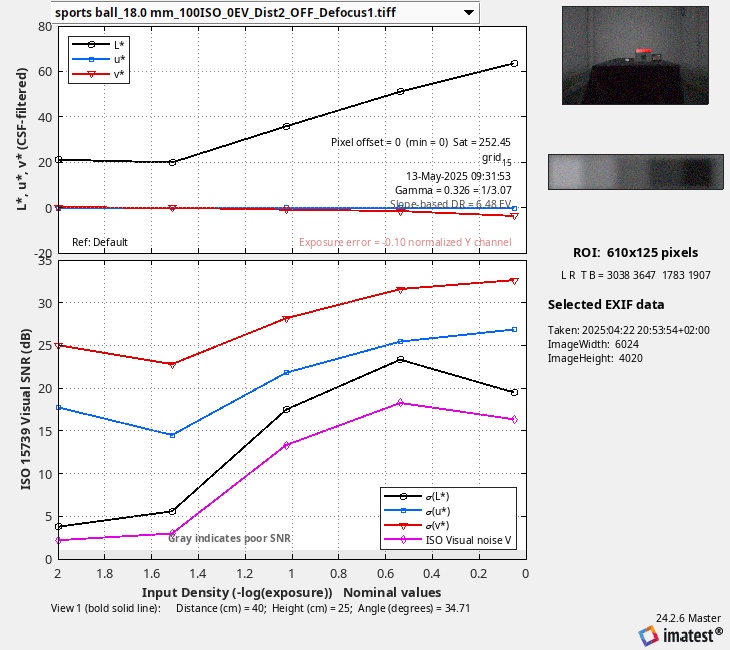 sports ball_18.0 mm_100ISO_0EV_Dist2_OFF_Defocus1.tiff
80
60
40
20
0
-20
L*, u*, v* (CSF-filtered)
L*
u*
v*
Pixel offset = 0 (min = 0) Sat = 252.45
grid_15
13-May-2025 09:31:53
Gamma = 0.326 = 1/3.07
Slope-based DR = 6.48 EV
Ref: Default
Exposure error = -0.10 normalized Y channel
35
30
25
20
15
10
5
0
ISO 15739 Visual SNR (dB)
Gray indicates poor SNR
σ(L*)
σ(u*)
σ(v*)
ISO Visual noise V
2 1.8 1.6 1.4 1.2 1 0.8 0.6 0.4 0.2 0
Input Density (-log(exposure)) Nominal values
View 1 (bold solid line): Distance (cm) = 40; Height (cm) = 25; Angle (degrees) = 34.71
ROI: 610x125 pixels
L R T B = 3038 3647 1783 1907
Selected EXIF data
Taken: 2025:04:22 20:53:54+02:00
ImageWidth: 6024
ImageHeight: 4020
24.2.6 Master
imatest®